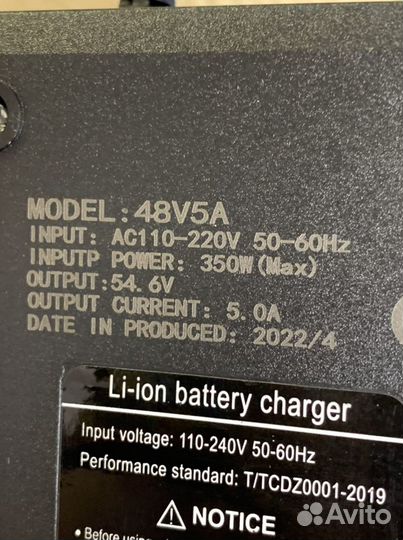 MODEL:48V5A
INPUT: AC110-220V 50-60Hz
INPUTP POWER: 350W(Max)
OUTPUT:54.6V
OUTPUT CURRENT: 5.0A
DATE IN PRODUCED: 2022/4
Li-ion battery charger
Input voltage: 110-240V 50-60Hz
Performance standard: T/TCDZ0001-2019
⚠ NOTICE
• Before using
Avito